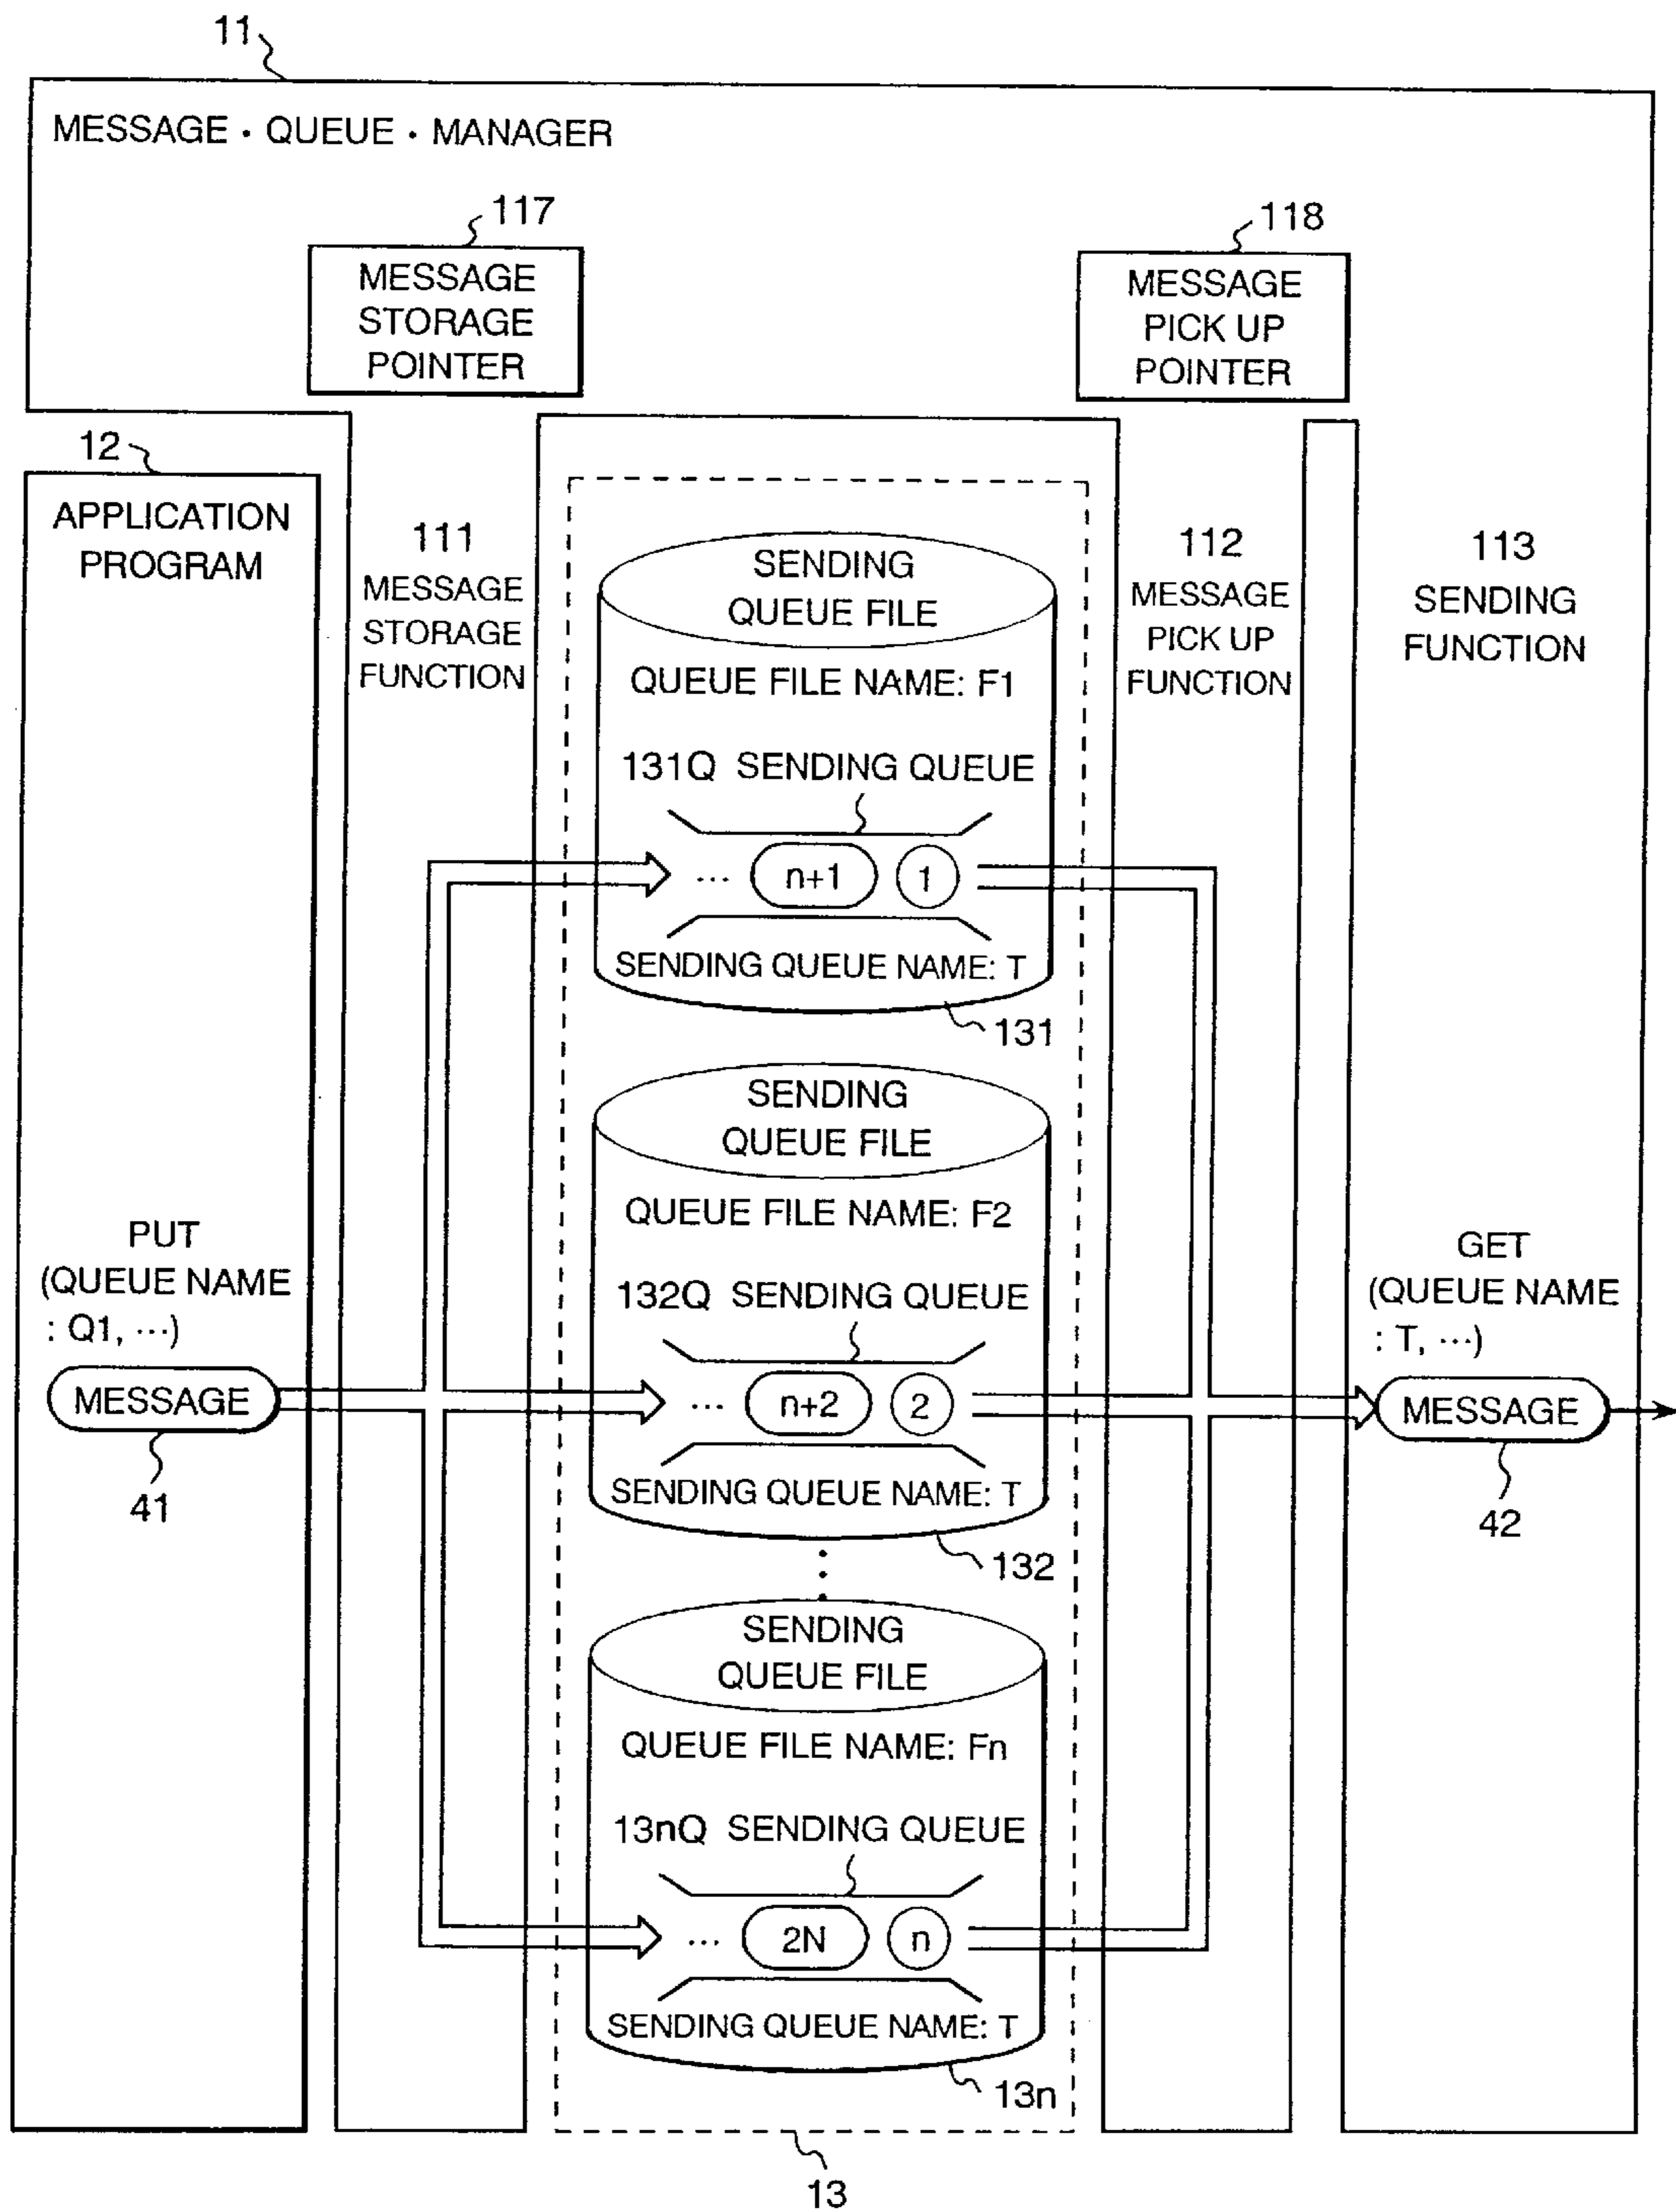 11
MESSAGE · QUEUE · MANAGER
117
MESSAGE
STORAGE
POINTER
118
MESSAGE
PICK UP
POINTER
12
APPLICATION
PROGRAM
111
MESSAGE
STORAGE
FUNCTION
112
MESSAGE
PICK UP
FUNCTION
113
SENDING
FUNCTION
SENDING
QUEUE FILE
QUEUE FILE NAME: F1
131Q SENDING QUEUE
... n+1 1
SENDING QUEUE NAME: T
131
SENDING
QUEUE FILE
QUEUE FILE NAME: F2
132Q SENDING QUEUE
... n+2 2
SENDING QUEUE NAME: T
132
PUT
(QUEUE NAME
: Q1, ···)
MESSAGE
41
GET
(QUEUE NAME
: T, ···)
MESSAGE
42
SENDING
QUEUE FILE
QUEUE FILE NAME: Fn
13nQ SENDING QUEUE
... 2N n
SENDING QUEUE NAME: T
13n
13